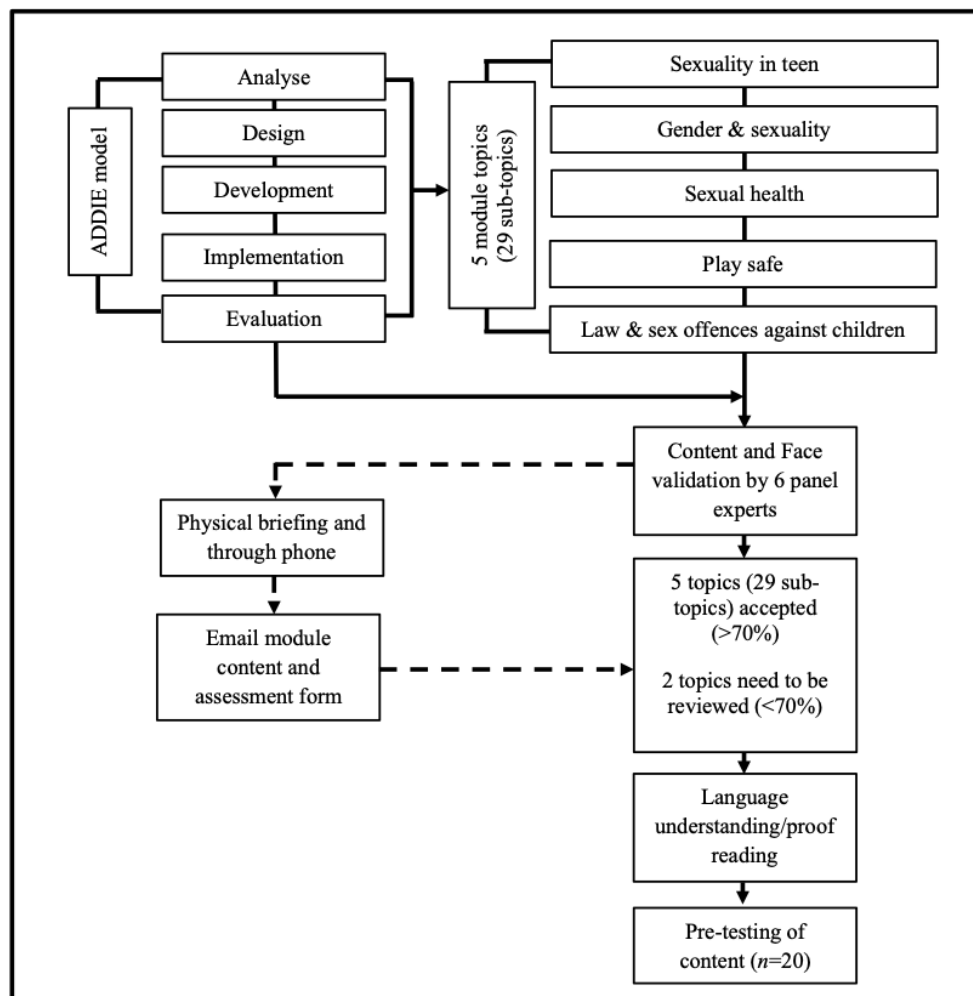 ADDIE model
Analyse
Design
Development
Implementation
Evaluation
5 module topics
(29 sub-topics)
Sexuality in teen
Gender & sexuality
Sexual health
Play safe
Law & sex offences against children
Content and Face
validation by 6 panel
experts
Physical briefing and
through phone
Email module
content and
assessment form
5 topics (29 sub-
topics) accepted
(>70%)
2 topics need to be
reviewed (<70%)
Language
understanding/proof
reading
Pre-testing of
content (n=20)